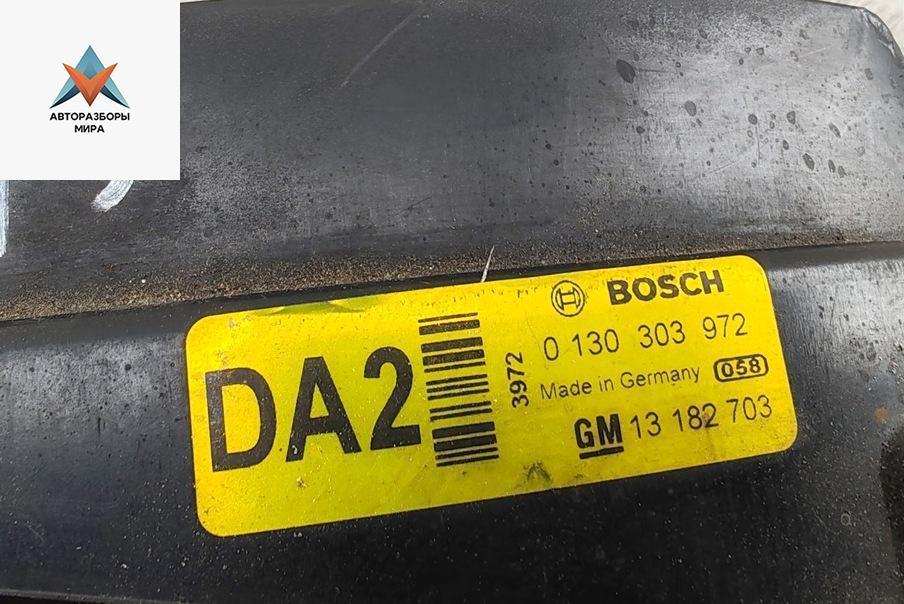 АВТОРАЗБОРЫ
МИРА
DA2
3972
BOSCH
0 130 303 972
Made in Germany 058
GM 13 182 703